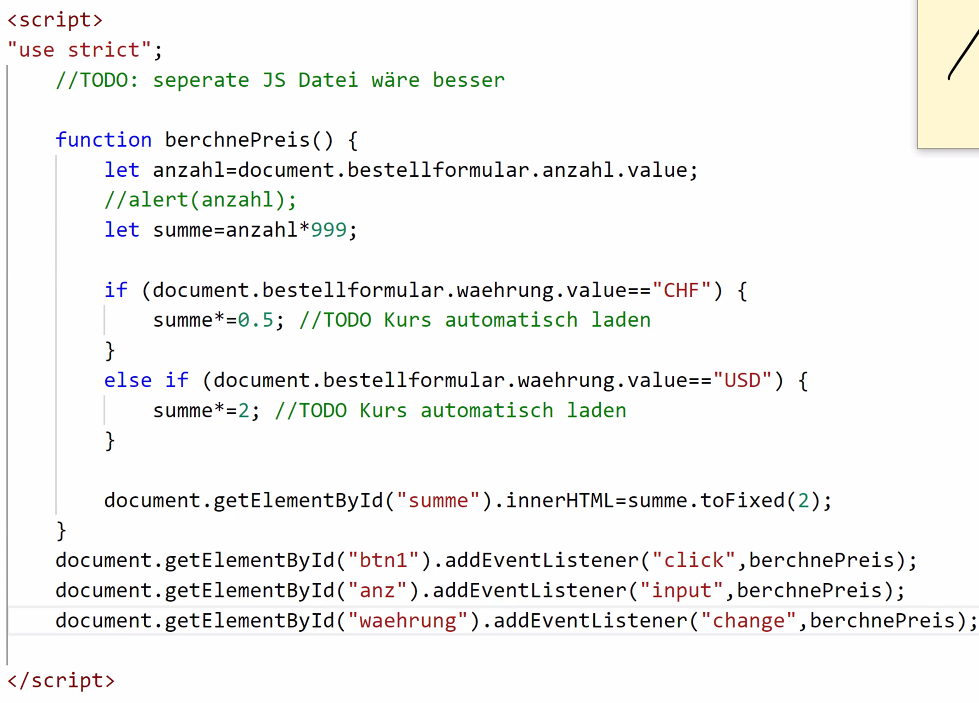 <script>
"use strict";
//TODO: seperate JS Datei wäre besser
function berchnePreis() {
let anzahl=document.bestellformular.anzahl.value;
//alert(anzahl);
let summe=anzahl*999;
if (document.bestellformular.waehrung.value=="CHF") {
summe*=0.5; //TODO Kurs automatisch laden
}
else if (document.bestellformular.waehrung.value=="USD") {
summe*=2; //TODO Kurs automatisch laden
}
document.getElementById("summe").innerHTML=summe.toFixed(2);
}
document.getElementById("btn1").addEventListener("click",berchnePreis);
document.getElementById("anz").addEventListener("input",berchnePreis);
document.getElementById("waehrung").addEventListener("change",berchnePreis);
</script>